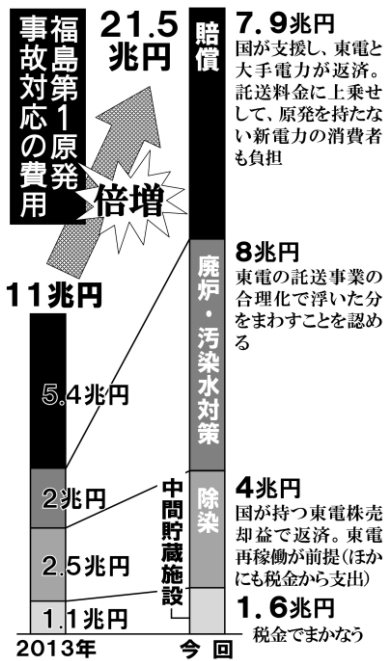 福島第1原発
事故対応の費用
21.5
兆円
倍増
11兆円
5.4兆円
2兆円
2.5兆円
1.1兆円
2013年
賠償
廃炉・汚染水対策
除染
中間貯蔵施設
今回
7.9兆円
国が支援し、東電と
大手電力が返済。
託送料金に上乗せ
して、原発を持たな
い新電力の消費者
も負担
8兆円
東電の託送事業の
合理化で浮いた分
をまわすことを認め
る
4兆円
国が持つ東電株売
却益で返済。東電
再稼働が前提(ほか
にも税金から支出)
1.6兆円
税金でまかなう